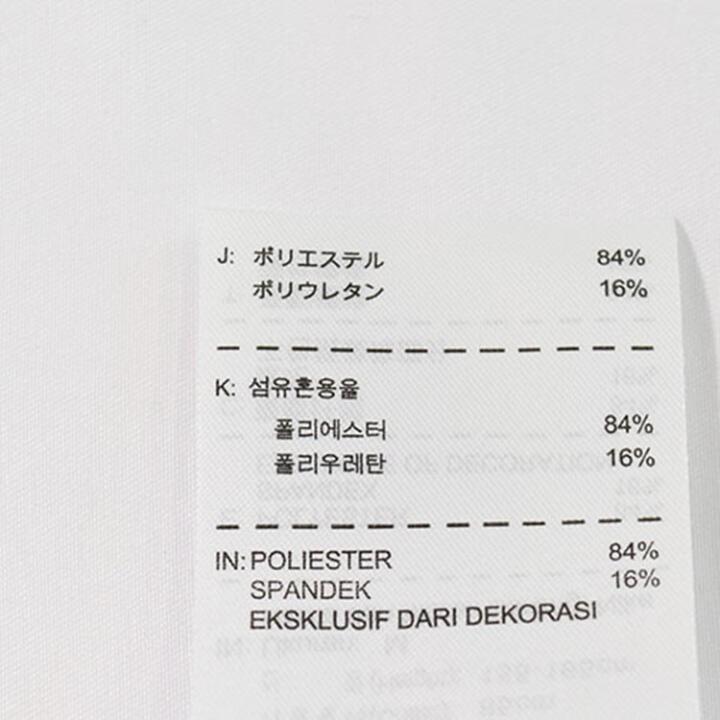 J: ポリエステル 84%
ポリウレタン 16%
K: 섬유혼용율
폴리에스터 84%
폴리우레탄 16%
IN: POLIESTER 84%
SPANDEK 16%
EKSKLUSIF DARI DEKORASI